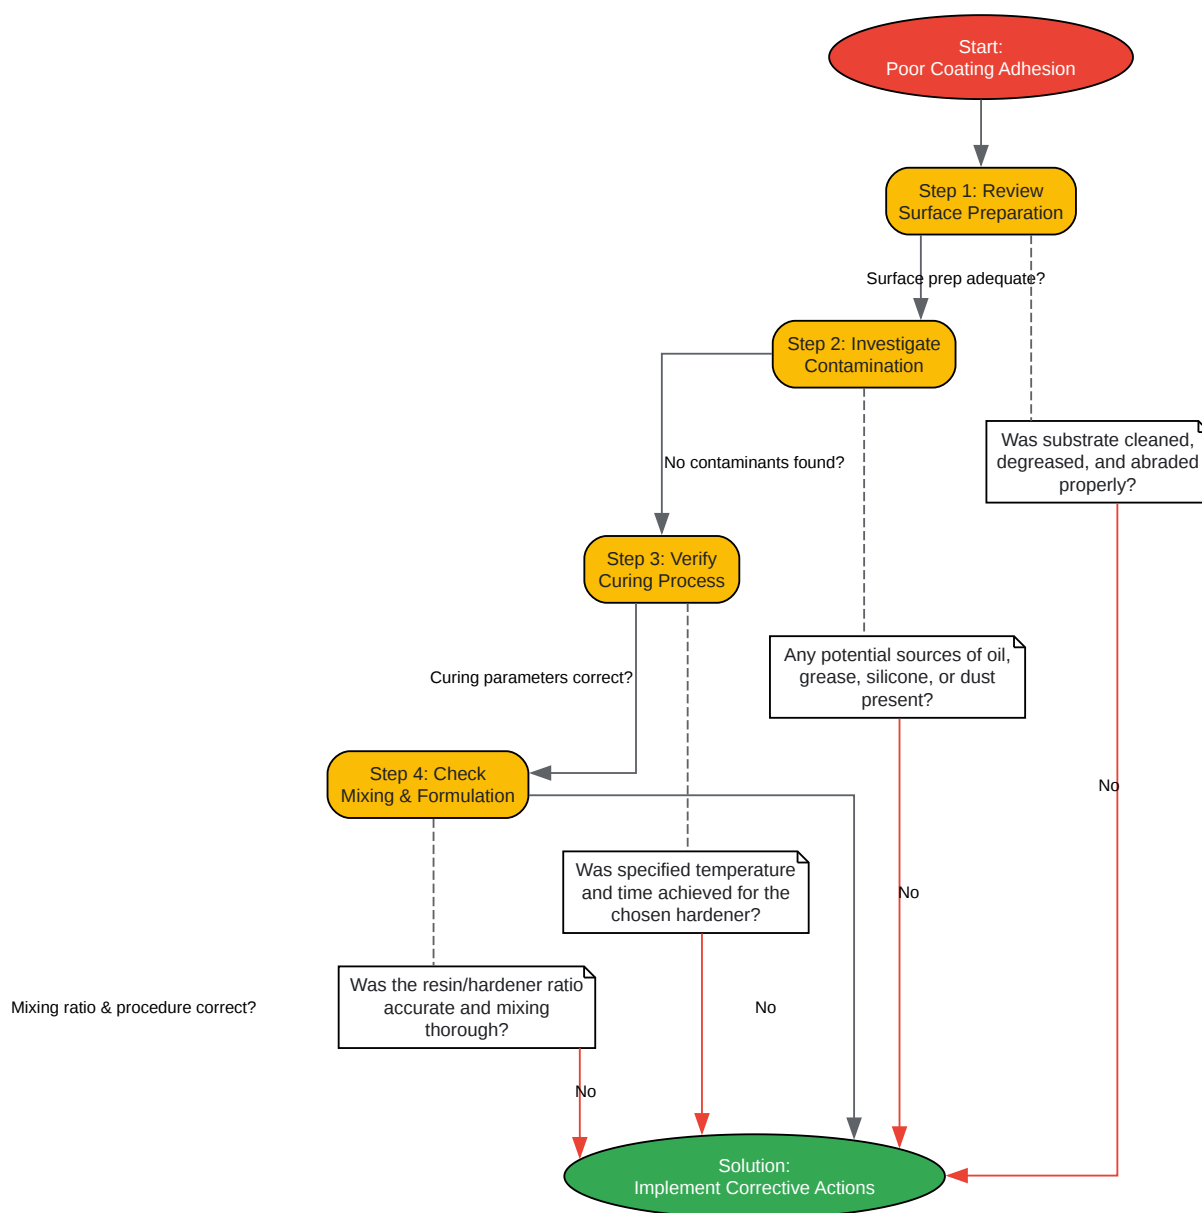 Start:
Poor Coating Adhesion
Step 1: Review
Surface Preparation
Surface prep adequate?
Step 2: Investigate
Contamination
Was substrate cleaned,
degreased, and abraded
properly?
No contaminants found?
Step 3: Verify
Curing Process
Any potential sources of oil,
grease, silicone, or dust
present?
Curing parameters correct?
Step 4: Check
Mixing & Formulation
No
Was specified temperature
and time achieved for the
chosen hardener?
No
Was the resin/hardener ratio
accurate and mixing
thorough?
Mixing ratio & procedure correct?
No
No
Solution:
Implement Corrective Actions